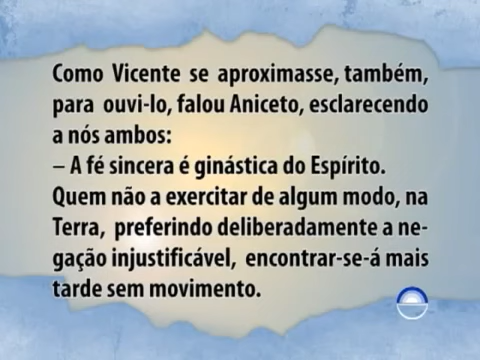 Como Vicente se aproximasse, também,
para ouvi-lo, falou Aniceto, esclarecendo
a nós ambos:
– A fé sincera é ginástica do Espírito.
Quem não a exercitar de algum modo, na
Terra, preferindo deliberadamente a ne-
gação injustificável, encontrar-se-á mais
tarde sem movimento.